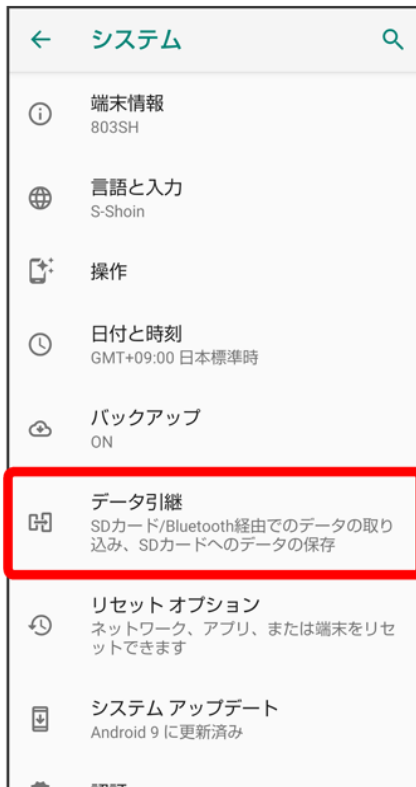 システム
端末情報
803SH
言語と入力
S-Shoin
操作
日付と時刻
GMT+09:00 日本標準時
バックアップ
ON
データ引継
SDカード/Bluetooth経由でのデータの取り
込み、SDカードへのデータの保存
リセット オプション
ネットワーク、アプリ、または端末をリセ
ットできます
システム アップデート
Android 9 に更新済み